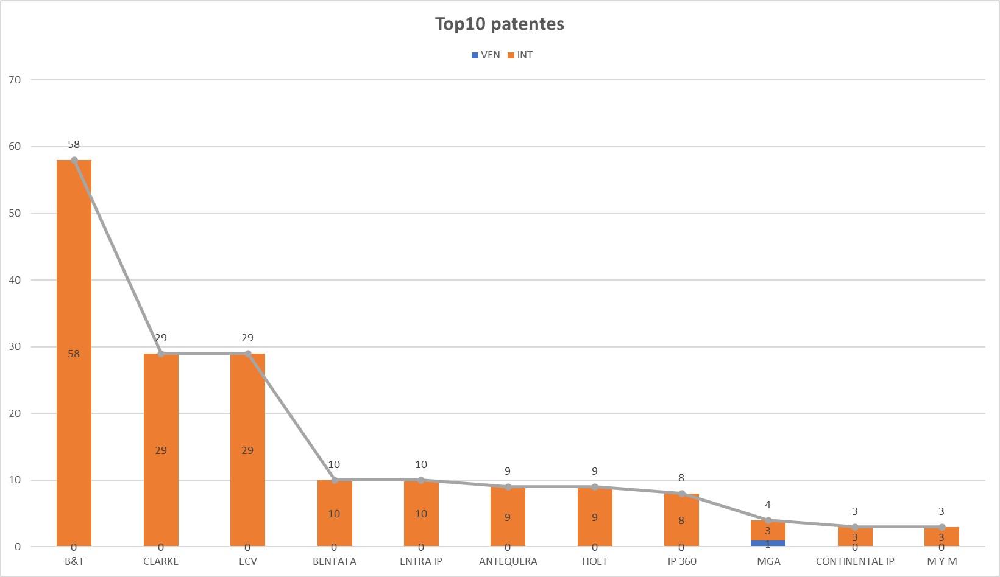 Top10 patentes
VEN INT
70
60
50
40
30
20
10
0
58 29 29 10 10 9 9 8 4 3 3
58 29 29 10 10 9 9 8 3 3 3
0 0 0 0 0 0 0 0 1 0 0
B&T CLARKE ECV BENTATA ENTRA IP ANTEQUERA HOET IP 360 MGA CONTINENTAL IP M Y M